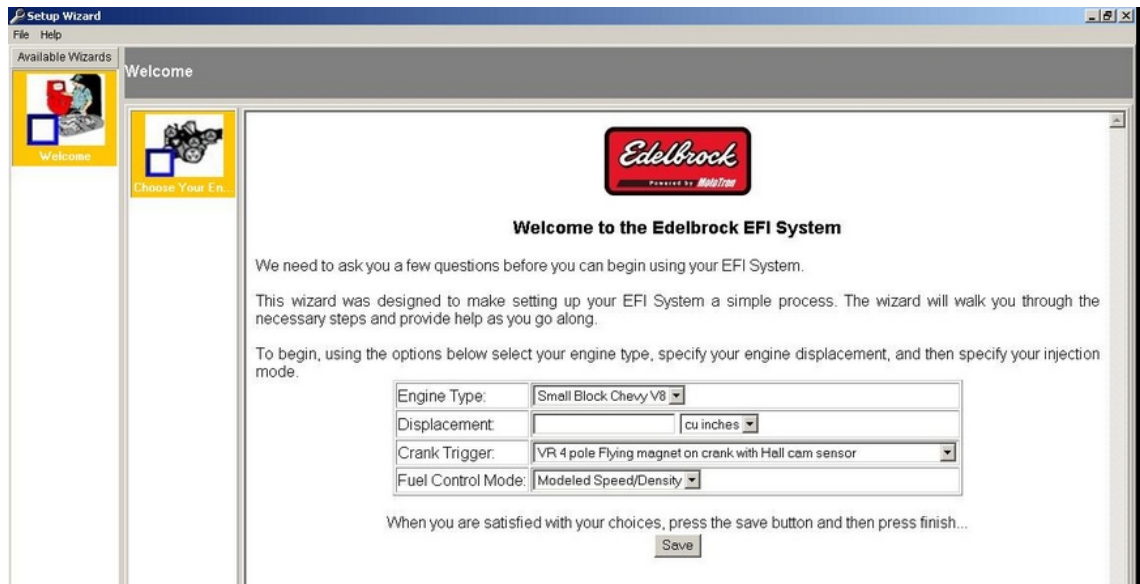 Setup Wizard
File Help
Available Wizards
Welcome
Welcome
Choose Your En...
Edelbrock
Powered by MotoTron
Welcome to the Edelbrock EFI System
We need to ask you a few questions before you can begin using your EFI System.
This wizard was designed to make setting up your EFI System a simple process. The wizard will walk you through the
necessary steps and provide help as you go along.
To begin, using the options below select your engine type, specify your engine displacement, and then specify your injection
mode.
Engine Type: Small Block Chevy V8
Displacement: cu inches
Crank Trigger: VR 4 pole Flying magnet on crank with Hall cam sensor
Fuel Control Mode: Modeled Speed/Density
When you are satisfied with your choices, press the save button and then press finish...
Save